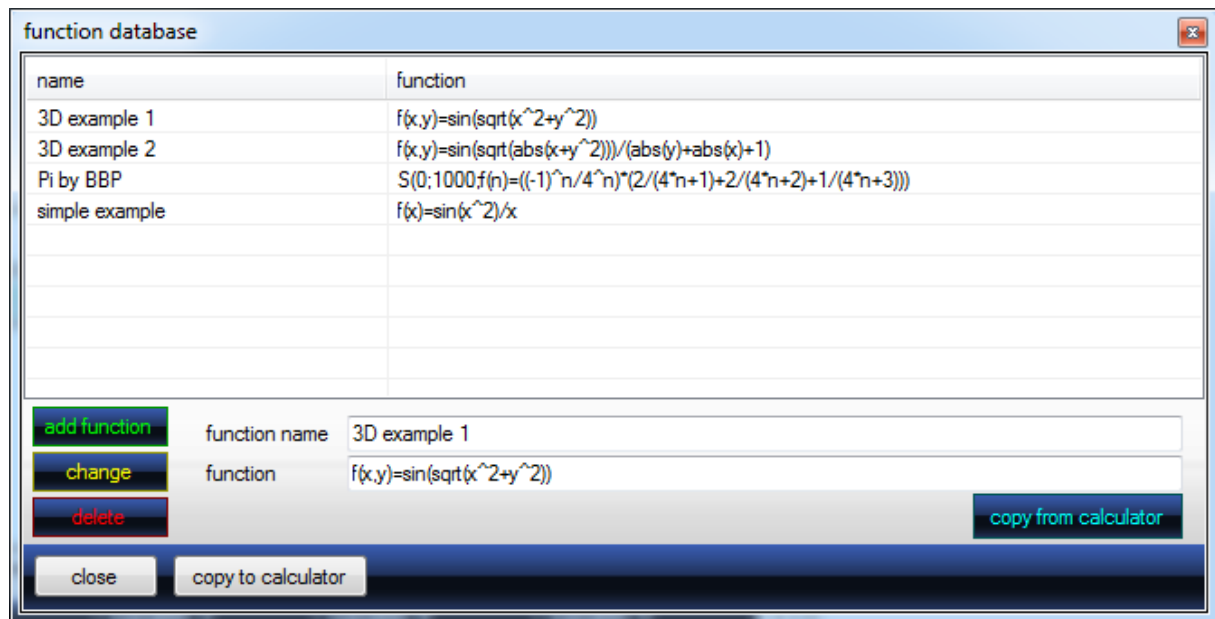 function database
name function
3D example 1 f(x,y)=sin(sqrt(x^2+y^2))
3D example 2 f(x,y)=sin(sqrt(abs(x+y^2)))/(abs(y)+abs(x)+1)
Pi by BBP S(0;1000;f(n)=((-1)^n/4^n)*(2/(4*n+1)+2/(4*n+2)+1/(4*n+3)))
simple example f(x)=sin(x^2)/x
add function function name 3D example 1
change function f(x,y)=sin(sqrt(x^2+y^2))
delete copy from calculator
close copy to calculator